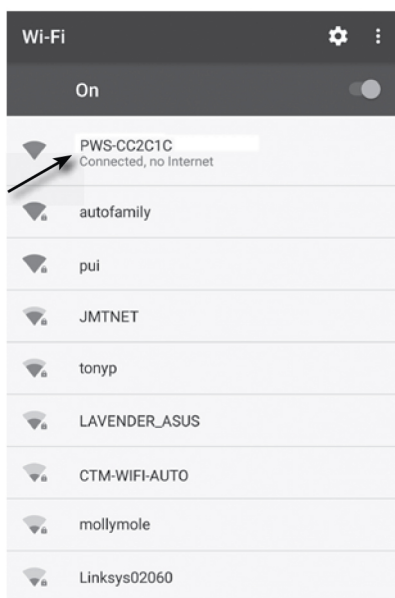 Wi-Fi
On
PWS-CC2C1C
Connected, no Internet
autofamily
pui
JMTNET
tonyp
LAVENDER_ASUS
CTM-WIFI-AUTO
mollymole
Linksys02060